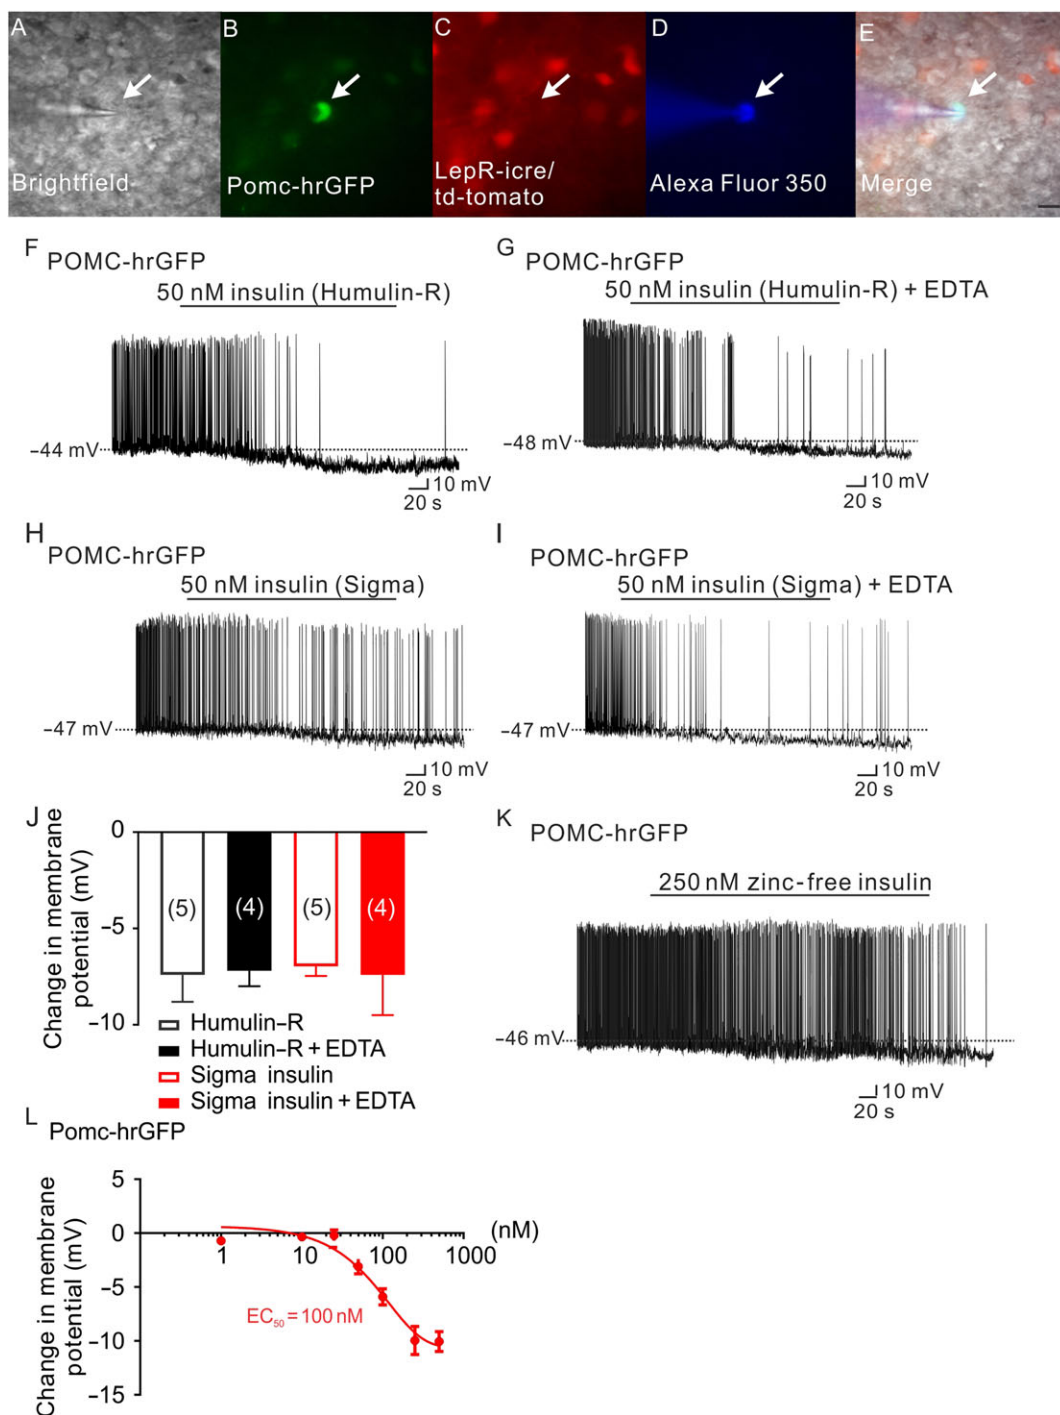 A
B
C
D
E
Brightfield
Pomc-hrGFP
LepR-icre/
td-tomato
Alexa Fluor 350
Merge
F
POMC-hrGFP
50 nM insulin (Humulin-R)
–44 mV
10 mV
20 s
G
POMC-hrGFP
50 nM insulin (Humulin-R) + EDTA
–48 mV
10 mV
20 s
H
POMC-hrGFP
50 nM insulin (Sigma)
–47 mV
10 mV
20 s
I
POMC-hrGFP
50 nM insulin (Sigma) + EDTA
–47 mV
10 mV
20 s
J
Change in membrane
potential (mV)
0
–5
–10
(5)
(4)
(5)
(4)
Humulin–R
Humulin–R + EDTA
Sigma insulin
Sigma insulin + EDTA
K
POMC-hrGFP
250 nM zinc-free insulin
–46 mV
10 mV
20 s
L
Pomc-hrGFP
Change in membrane
potential (mV)
5
0
–5
–10
–15
1
10
100
1000
(nM)
EC₅₀ = 100 nM